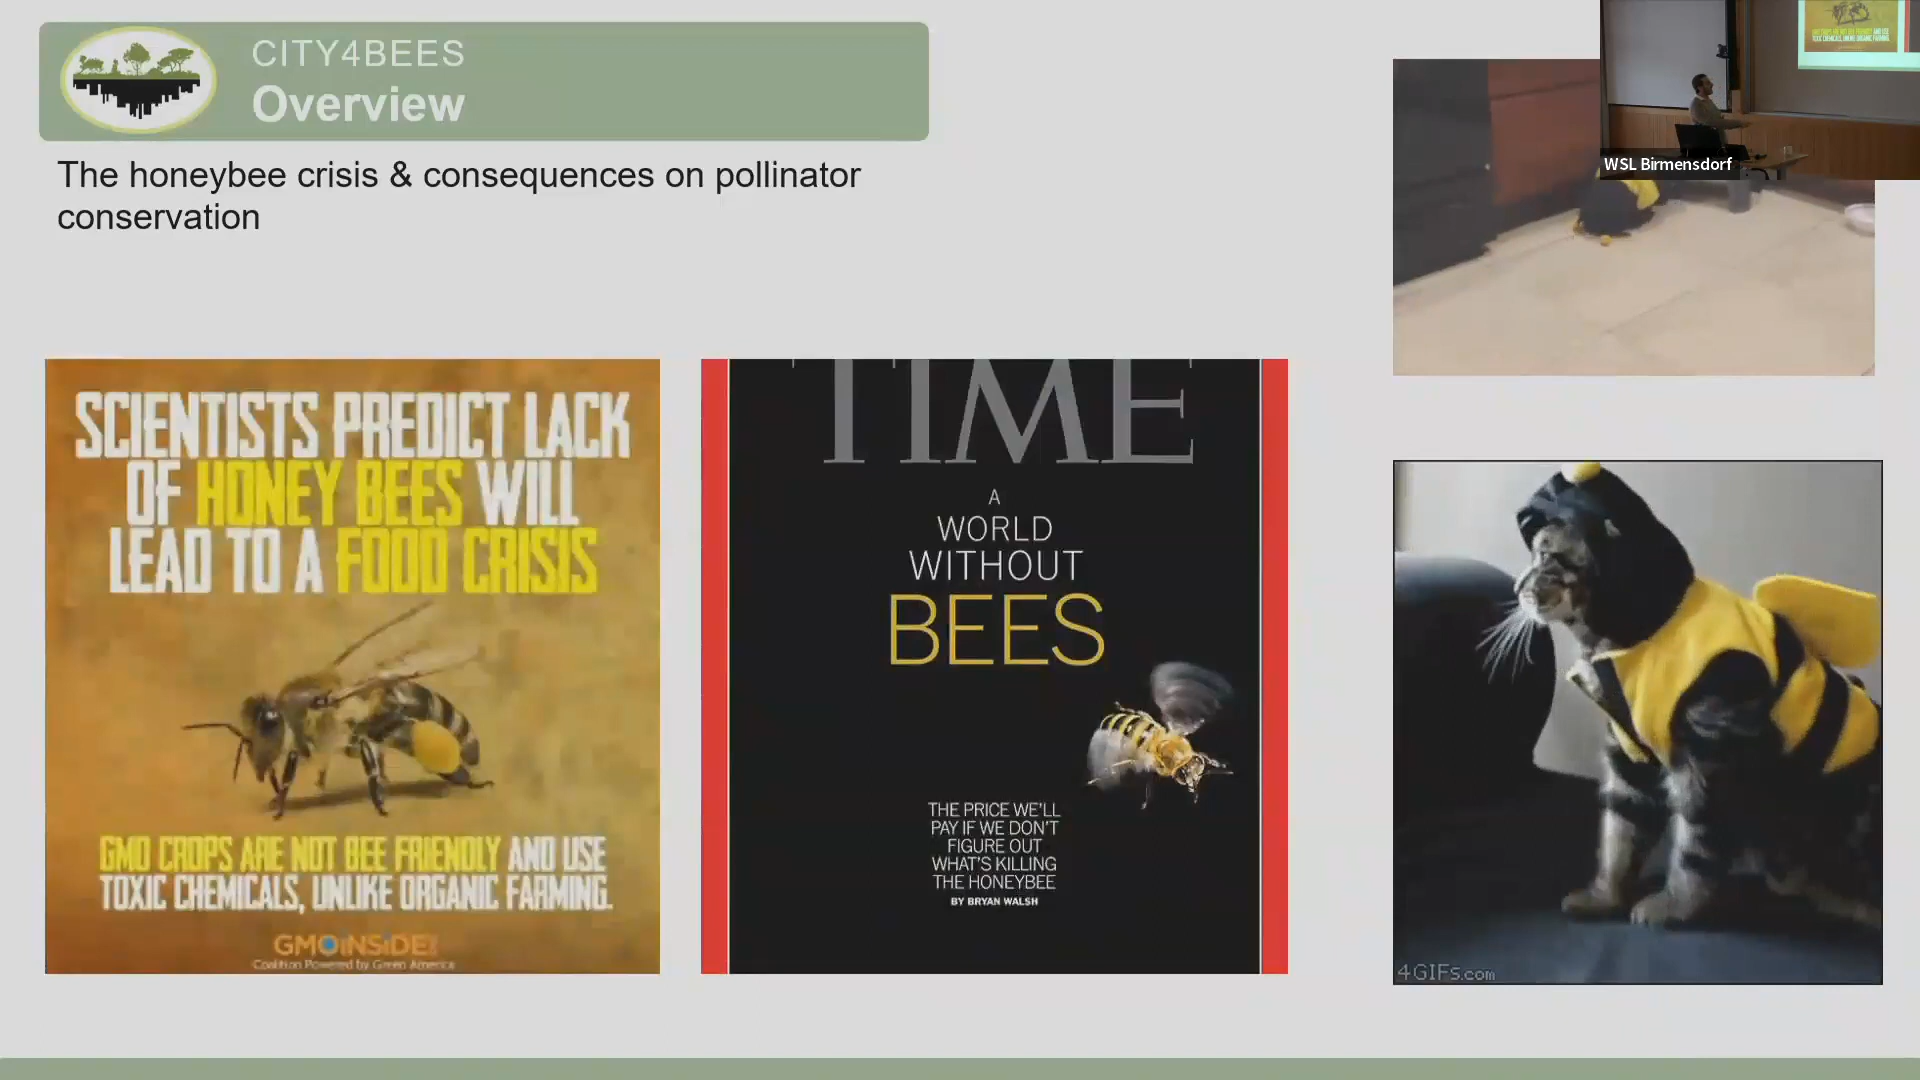 CITY4BEES
Overview
The honeybee crisis & consequences on pollinator
conservation
WSL Birmensdorf
SCIENTISTS PREDICT LACK
OF HONEY BEES WILL
LEAD TO A FOOD CRISIS
GMO CROPS ARE NOT BEE FRIENDLY AND USE
TOXIC CHEMICALS, UNLIKE ORGANIC FARMING.
GMOINSIDE
Coalition Powered by Green America
TIME
A
WORLD
WITHOUT
BEES
THE PRICE WE'LL
PAY IF WE DON'T
FIGURE OUT
WHAT'S KILLING
THE HONEYBEE
BY BRYAN WALSH
4GIFs.com